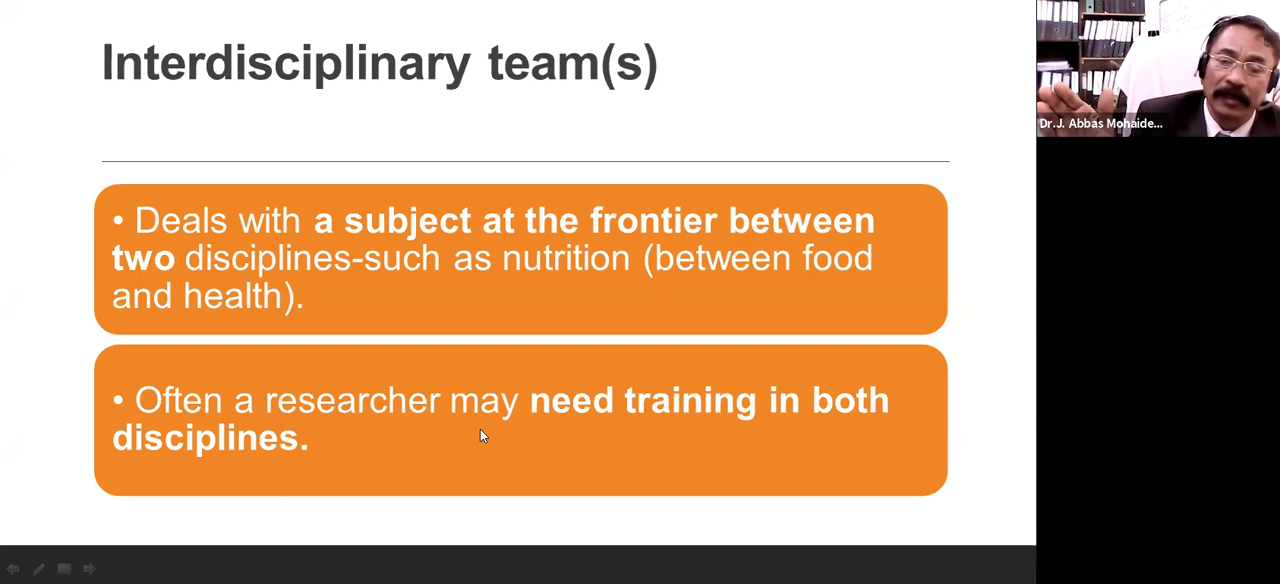 Interdisciplinary team(s)
• Deals with a subject at the frontier between
two disciplines-such as nutrition (between food
and health).
• Often a researcher may need training in both
disciplines.
Dr.J. Abbas Mohaide...